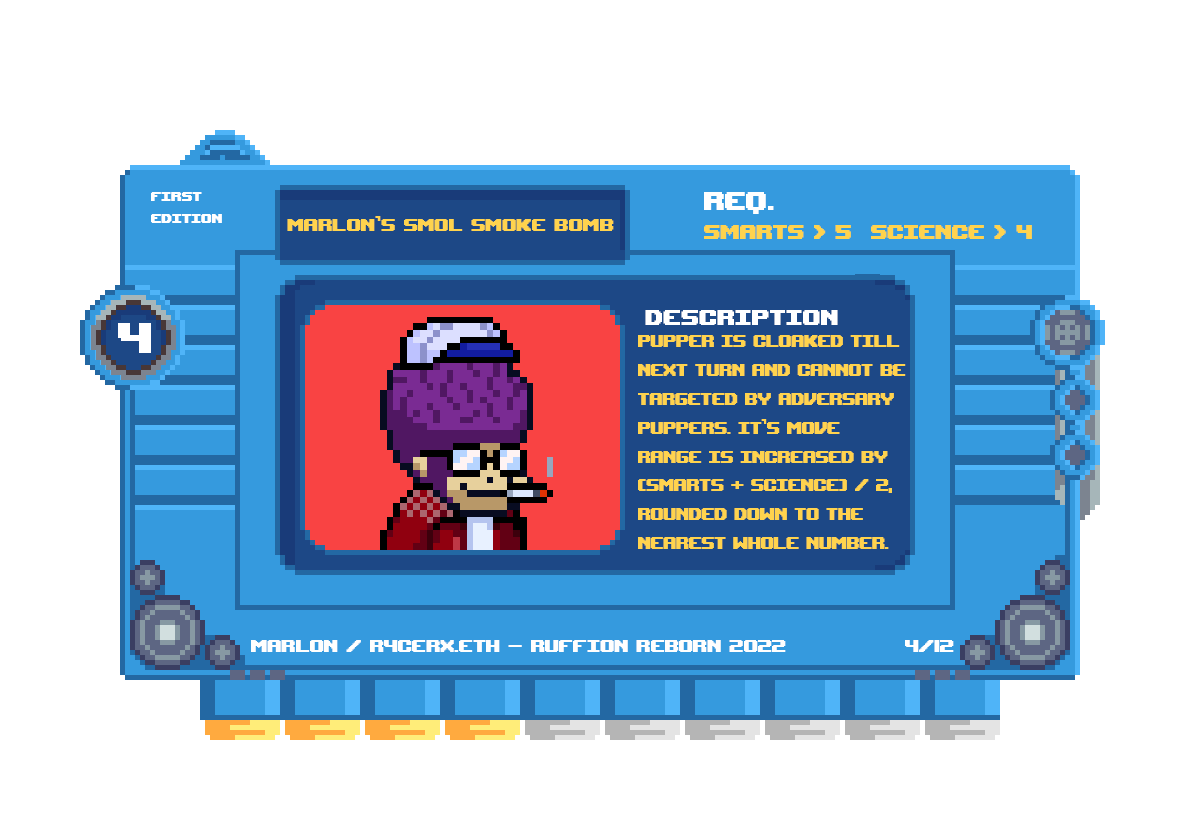 FIRST
EDITION
MARLON'S SMOL SMOKE BOMB
REQ.
SMARTS > 5 SCIENCE > 4
4
DESCRIPTION
PUPPER IS CLOAKED TILL
NEXT TURN AND CANNOT BE
TARGETED BY ADVERSARY
PUPPERS. IT'S MOVE
RANGE IS INCREASED BY
(SMARTS + SCIENCE) / 2,
ROUNDED DOWN TO THE
NEAREST WHOLE NUMBER.
MARLON / R4CERX.ETH - RUFFION REBORN 2022
4/12